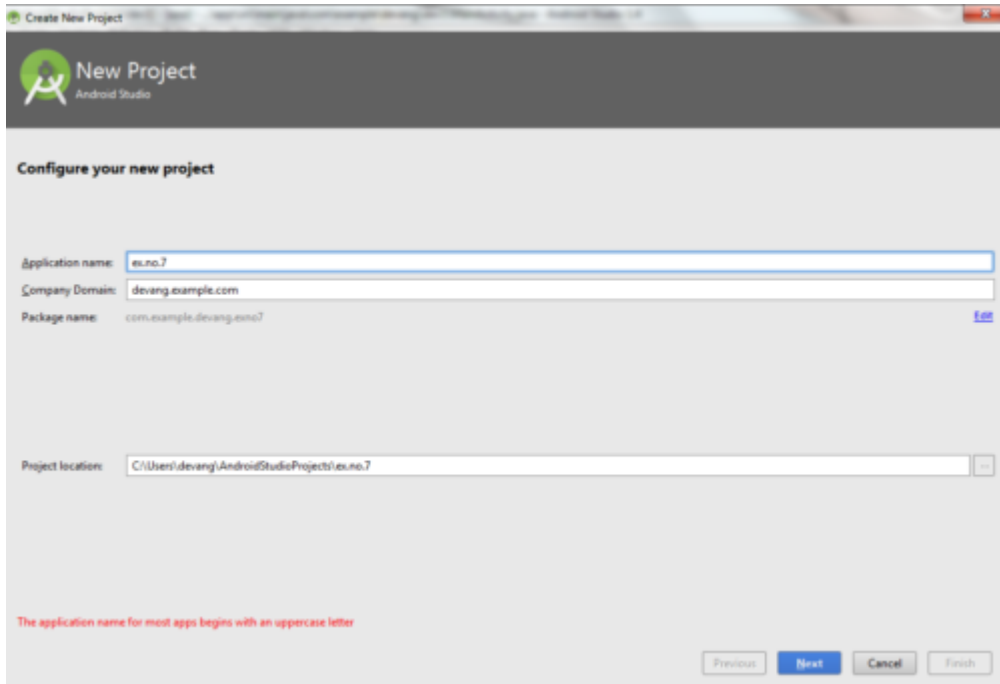 Create New Project
New Project
Android Studio
Configure your new project
Application name: ex.no.7
Company Domain: devang.example.com
Package name: com.example.devang.exno7
Edit
Project location: C:\Users\devang\AndroidStudioProjects\ex.no.7
...
The application name for most apps begins with an uppercase letter
Previous Next Cancel Finish